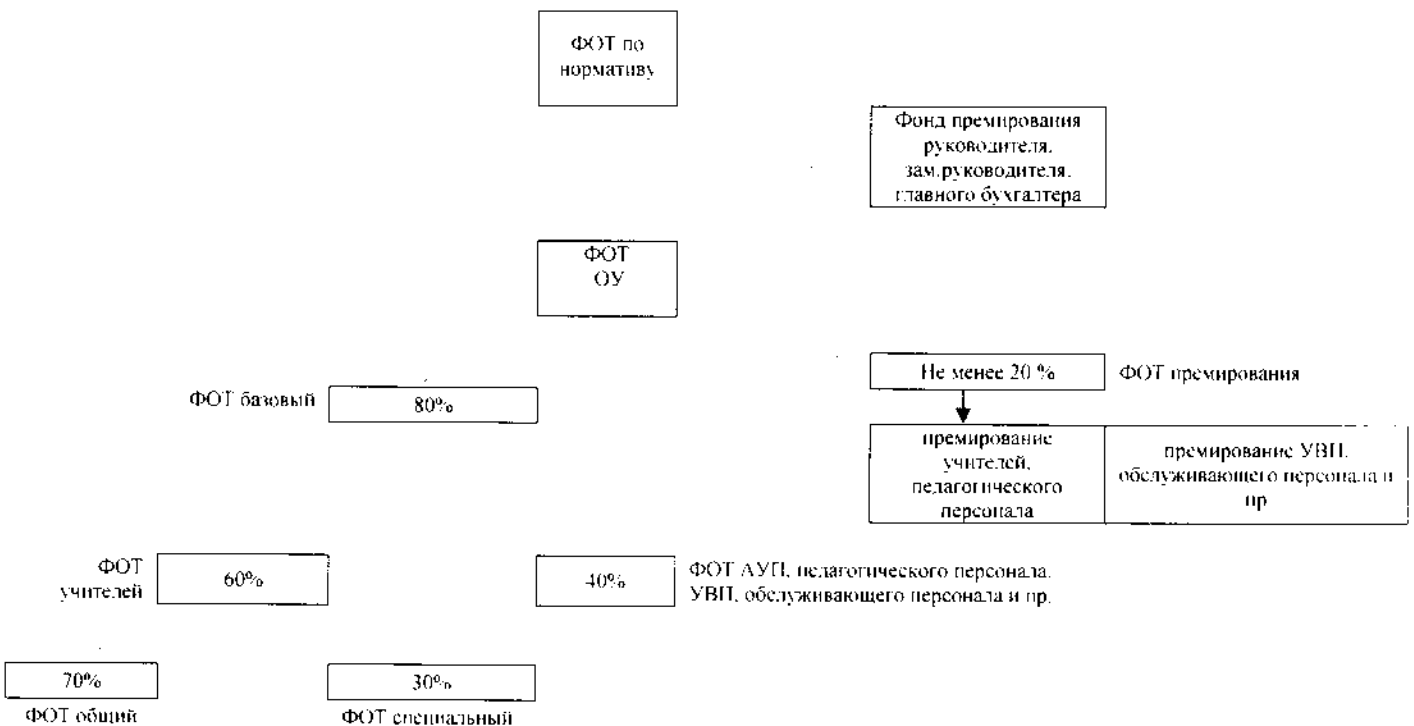 ФОТ по
нормативу
Фонд премирования
руководителя,
зам.руководителя,
главного бухгалтера
ФОТ
ОУ
Не менее 20 %
ФОТ премирования
ФОТ базовый
80%
премирование
учителей,
педагогического
персонала
премирование УВП,
обслуживающего персонала и
пр
ФОТ
учителей
60%
40%
ФОТ АУП, педагогического персонала,
УВП, обслуживающего персонала и пр.
70%
30%
ФОТ общий
ФОТ специальный